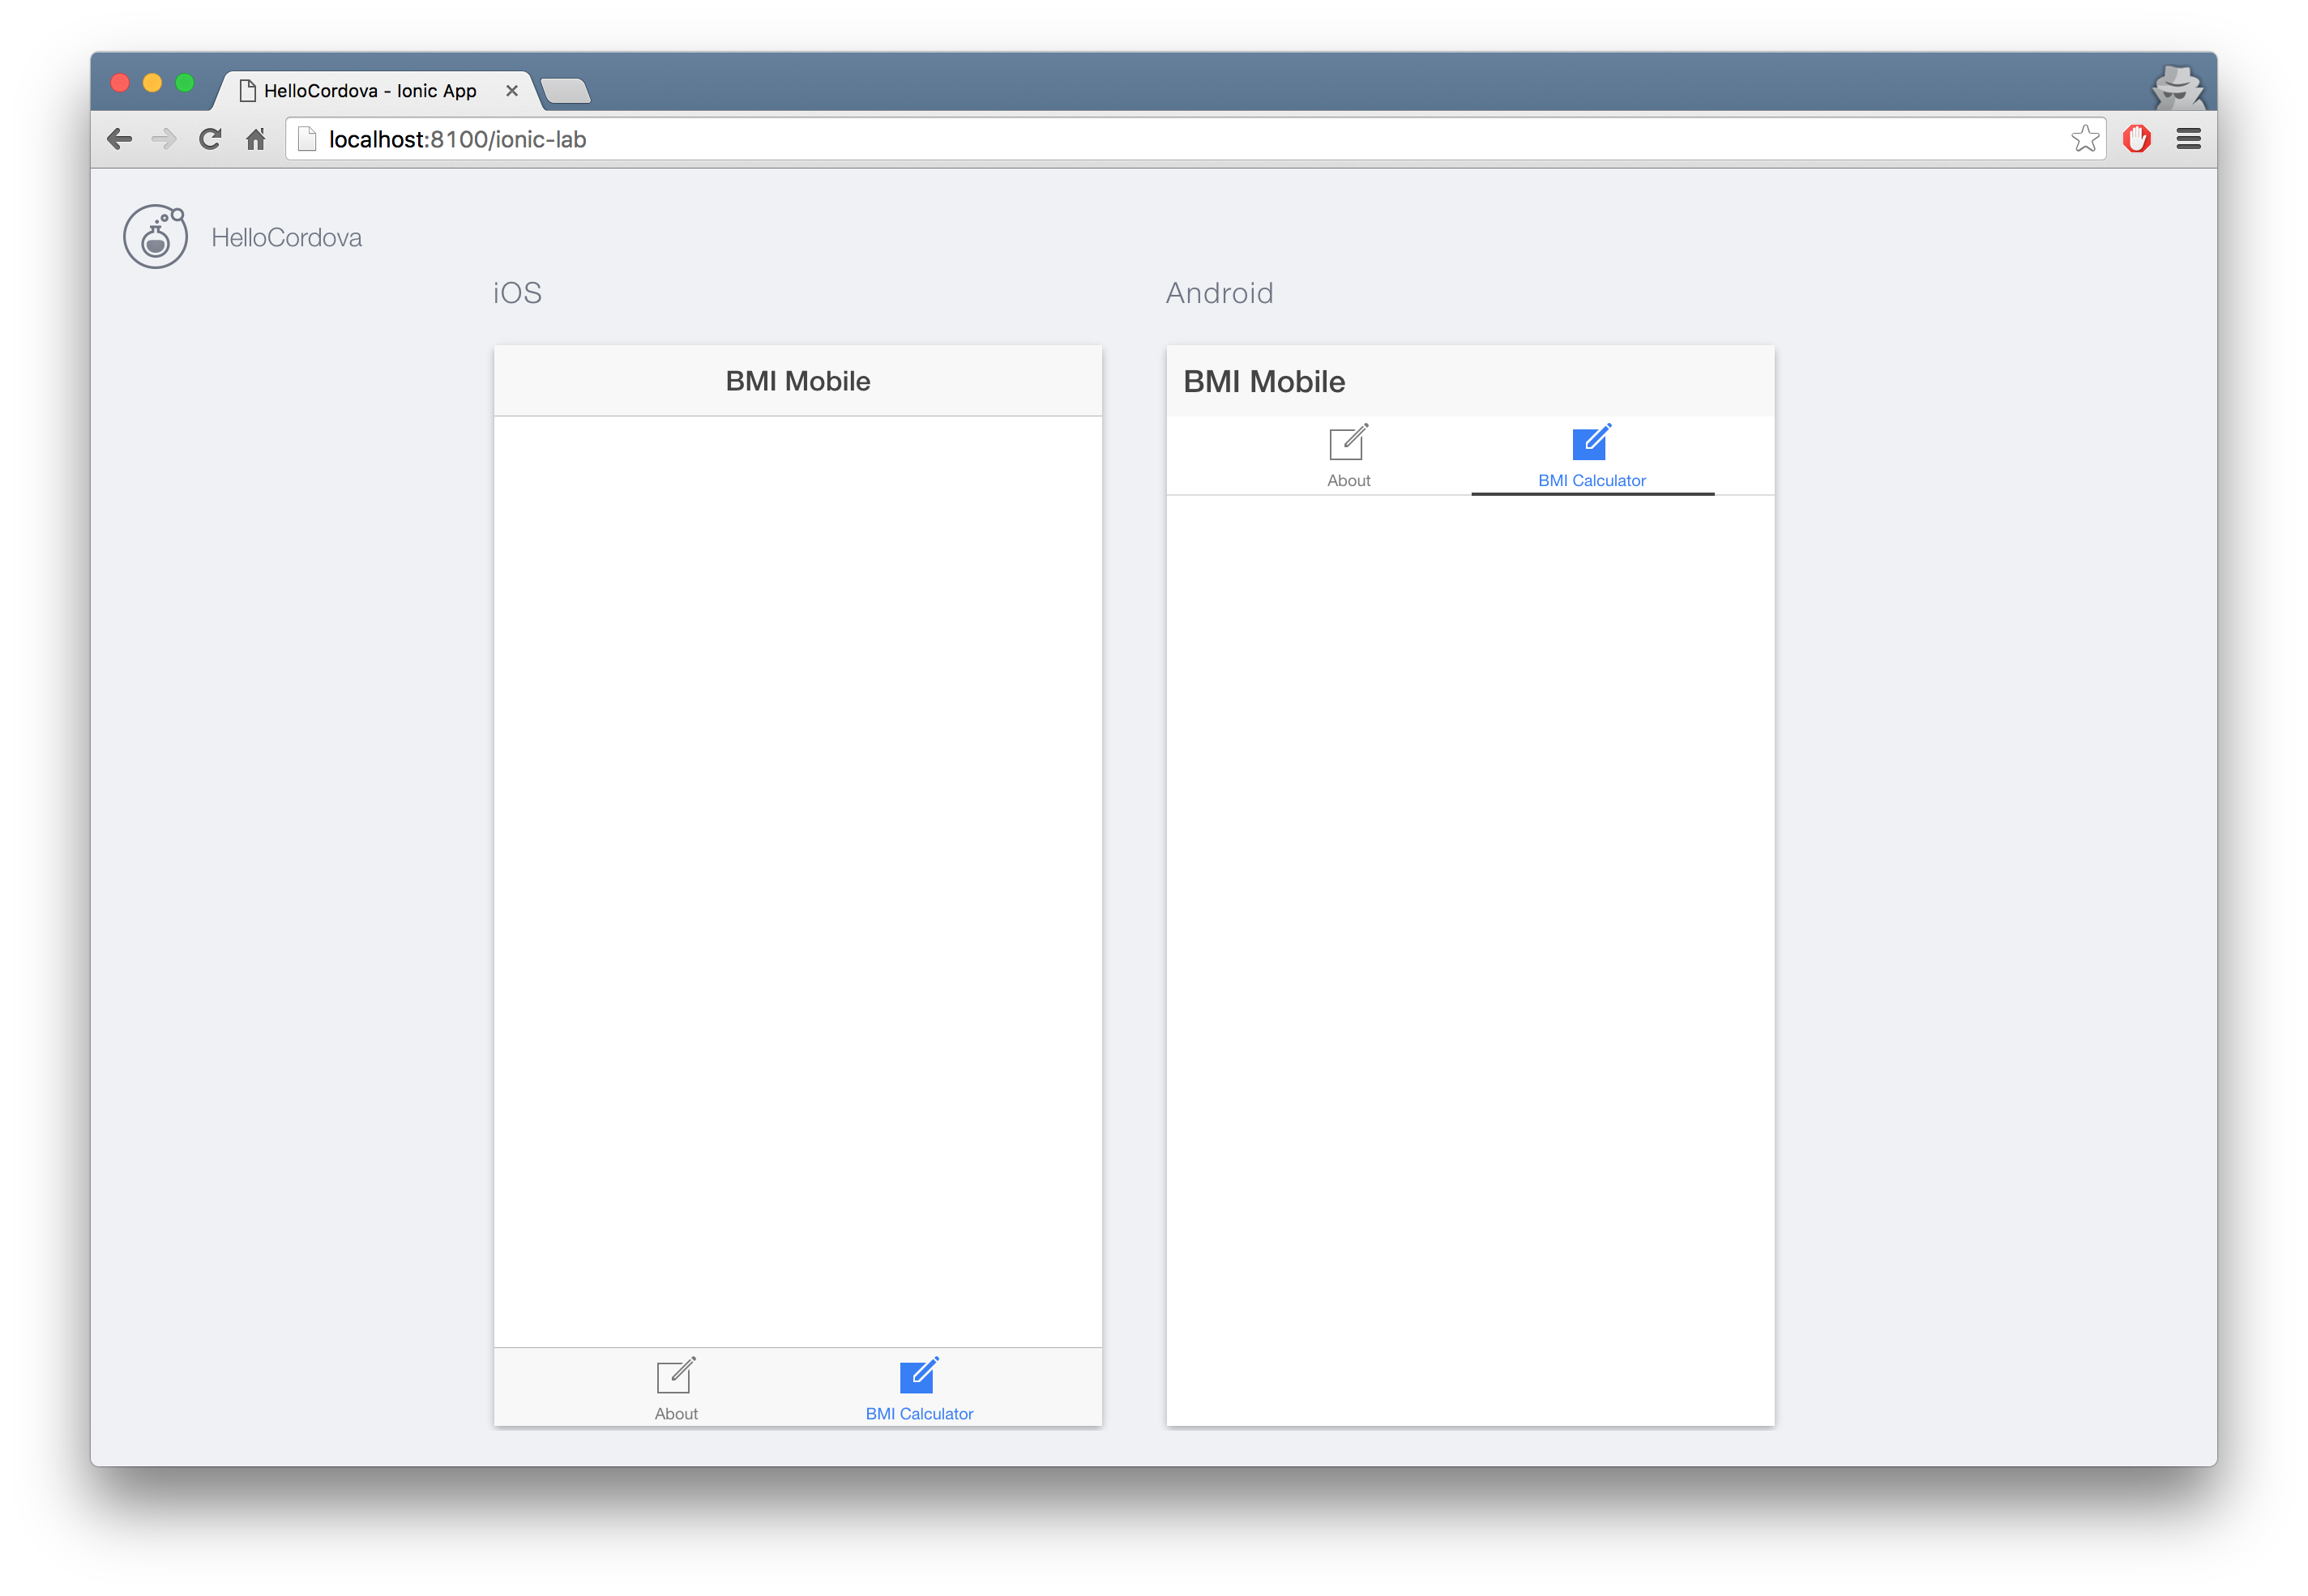 HelloCordova - Ionic App
localhost:8100/ionic-lab
HelloCordova
iOS
Android
BMI Mobile
BMI Mobile
About
BMI Calculator
About
BMI Calculator